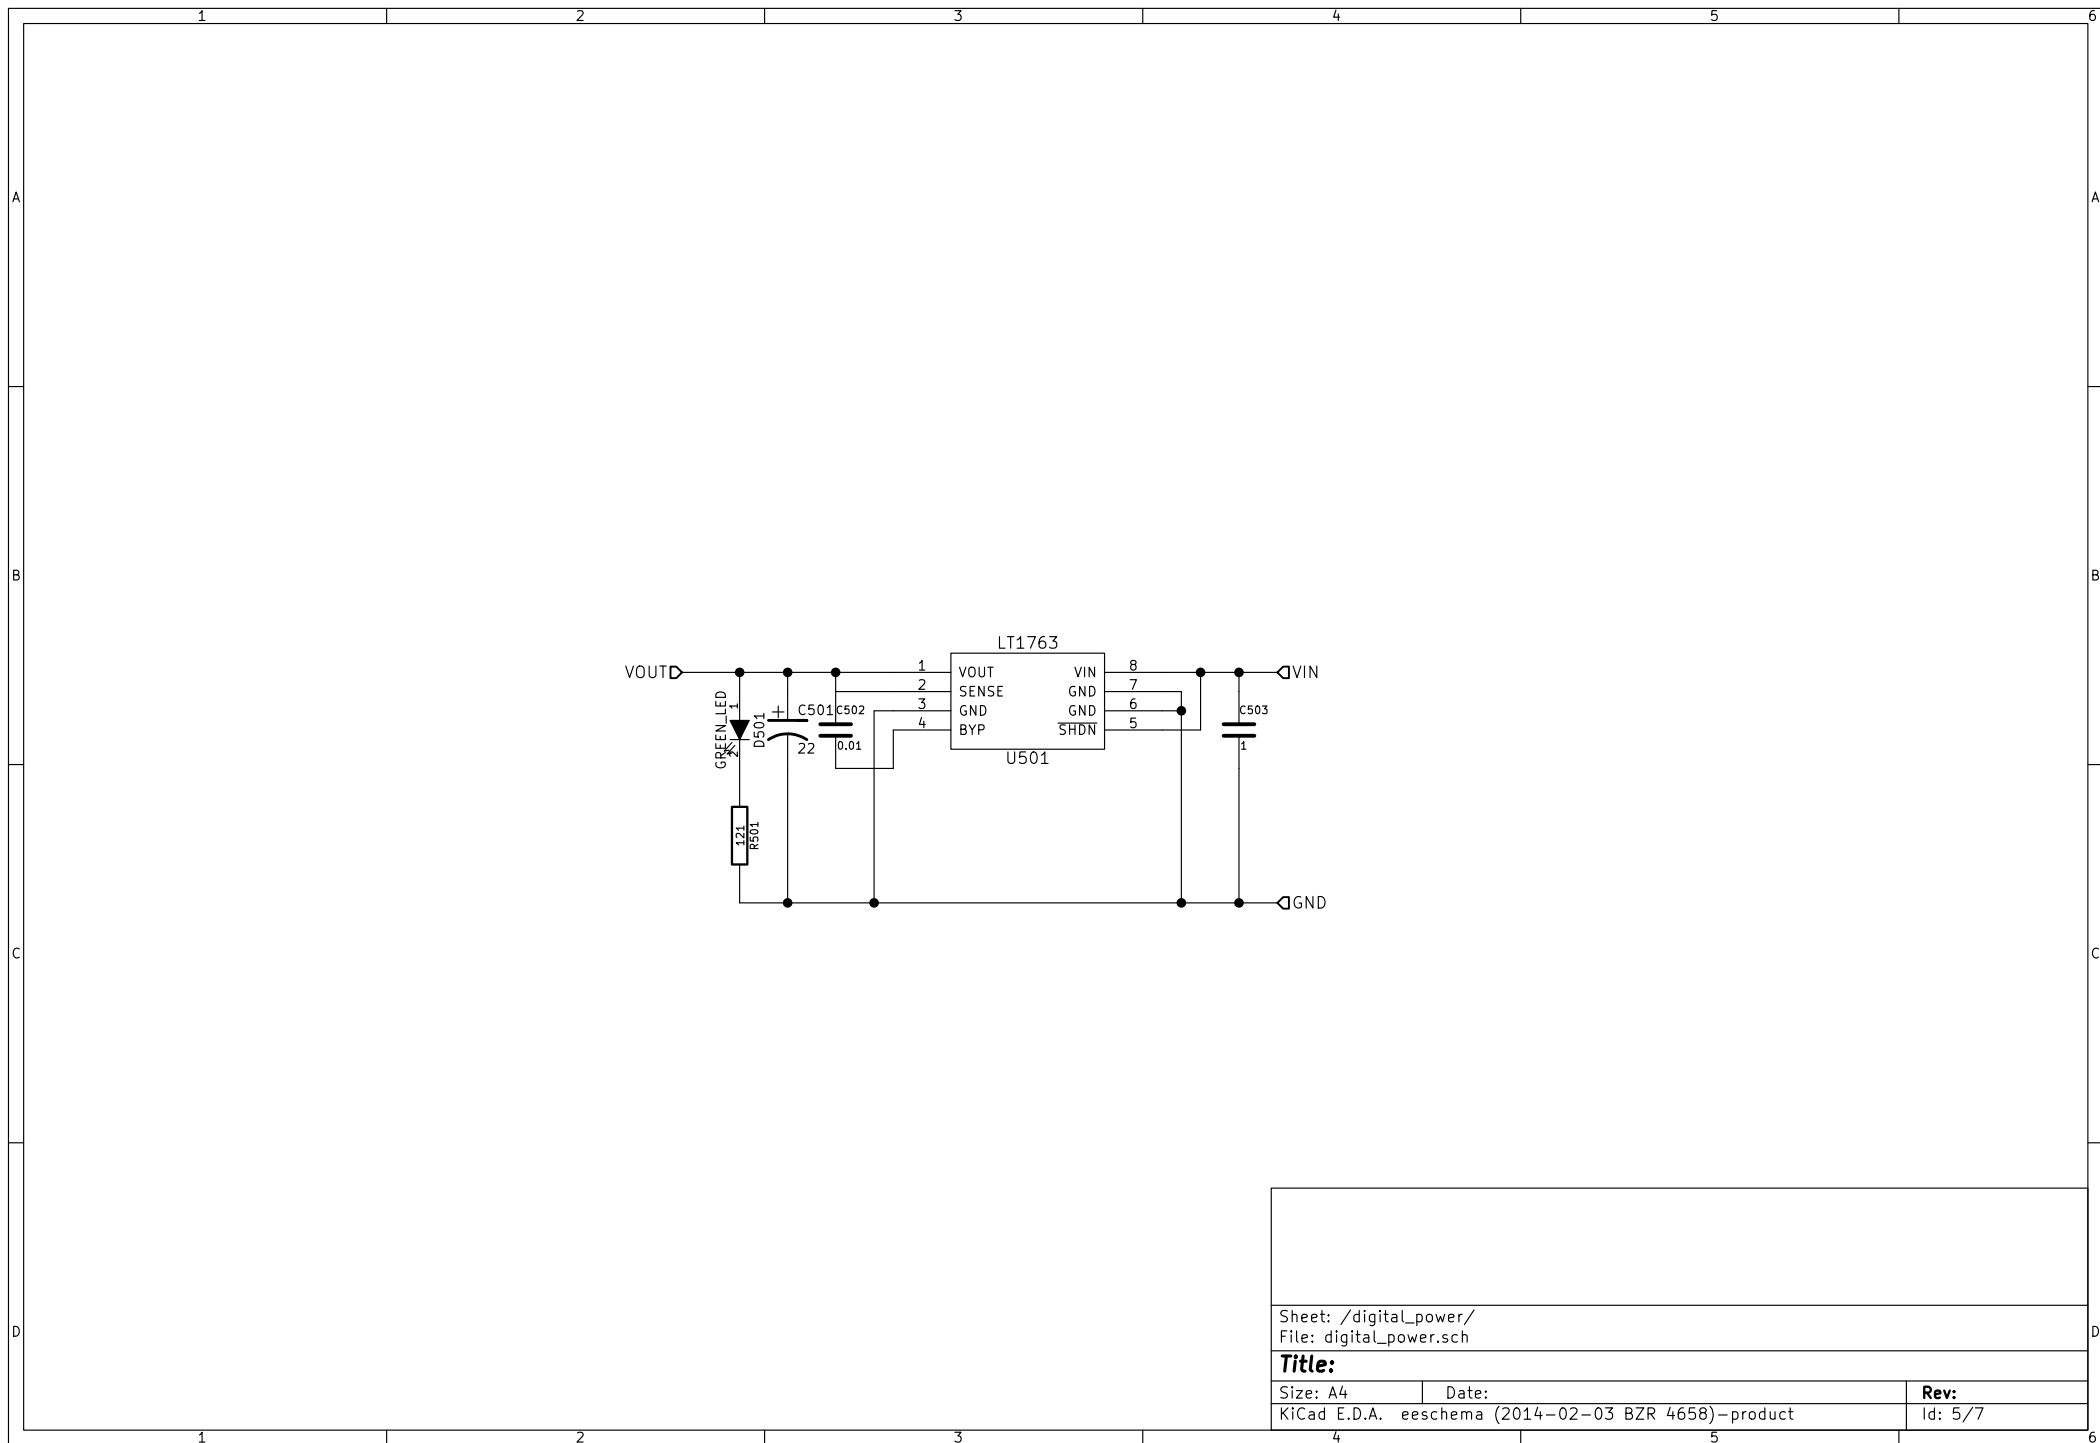 1 2 3 4 5 6
A A
B B
LT1763
VOUT 1 VOUT VIN 8 VIN
2 SENSE GND 7
3 GND GND 6
4 BYP SHDN 5
U501
GREEN_LED 1 2 D501
+ C501 22
C502 0.01
C503 1
121 R501
GND
C C
D D
Sheet: /digital_power/
File: digital_power.sch
Title:
Size: A4 Date: Rev:
KiCad E.D.A. eeschema (2014-02-03 BZR 4658)-product Id: 5/7
1 2 3 4 5 6